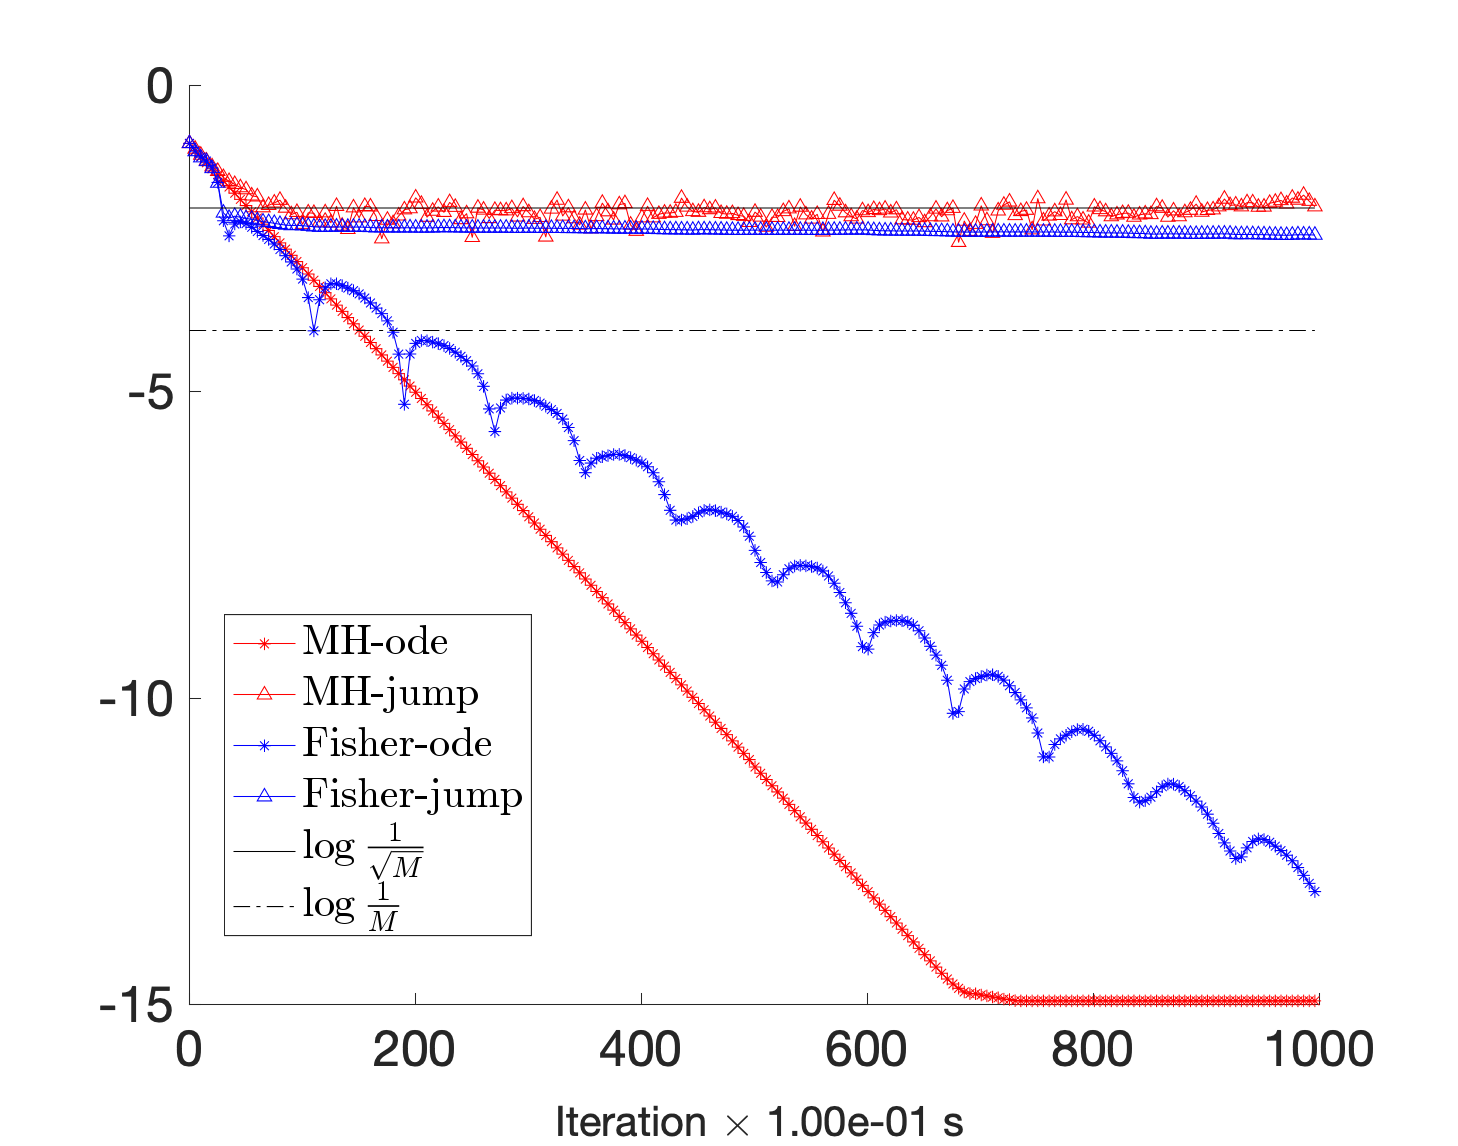 0
-5
-10
-15
0 200 400 600 800 1000
Iteration × 1.00e-01 s
MH-ode
MH-jump
Fisher-ode
Fisher-jump
log 1/√M
log 1/M